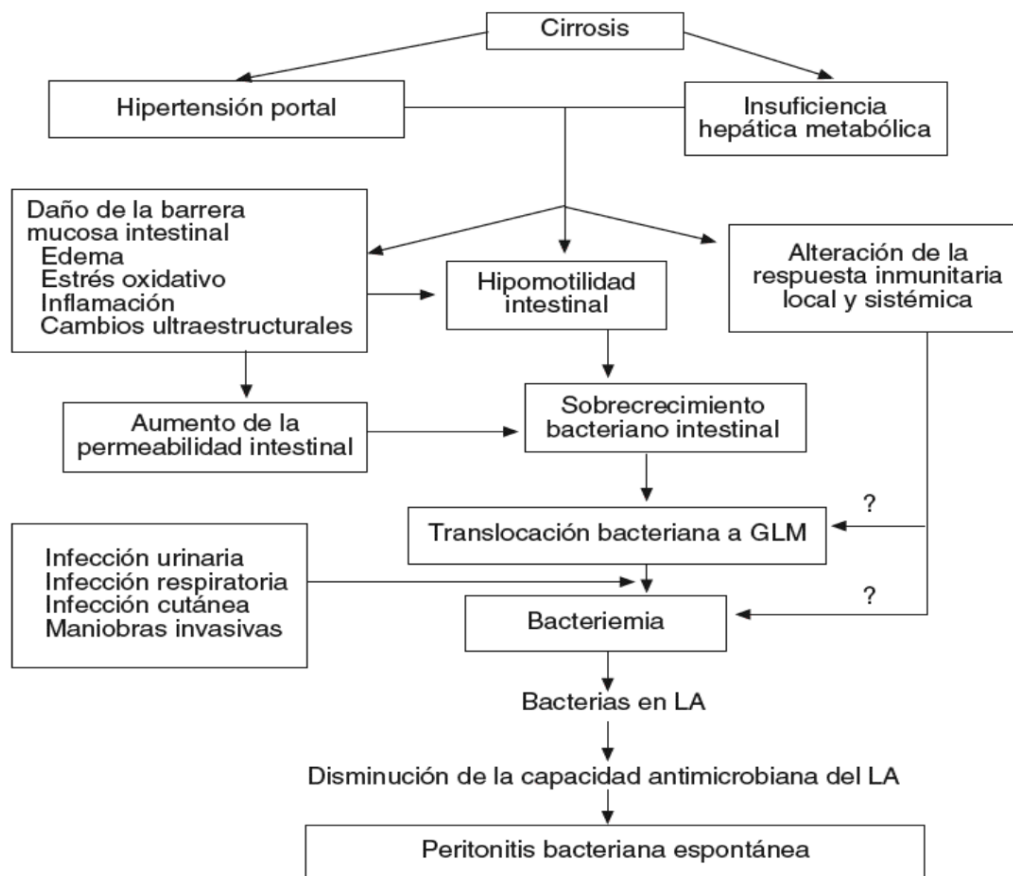 Cirrosis
Hipertensión portal
Insuficiencia
hepática metabólica
Daño de la barrera
mucosa intestinal
Edema
Estrés oxidativo
Inflamación
Cambios ultraestructurales
Hipomotilidad
intestinal
Alteración de la
respuesta inmunitaria
local y sistémica
Aumento de la
permeabilidad intestinal
Sobrecrecimiento
bacteriano intestinal
?
Translocación bacteriana a GLM
Infección urinaria
Infección respiratoria
Infección cutánea
Maniobras invasivas
?
Bacteriemia
Bacterias en LA
Disminución de la capacidad antimicrobiana del LA
Peritonitis bacteriana espontánea